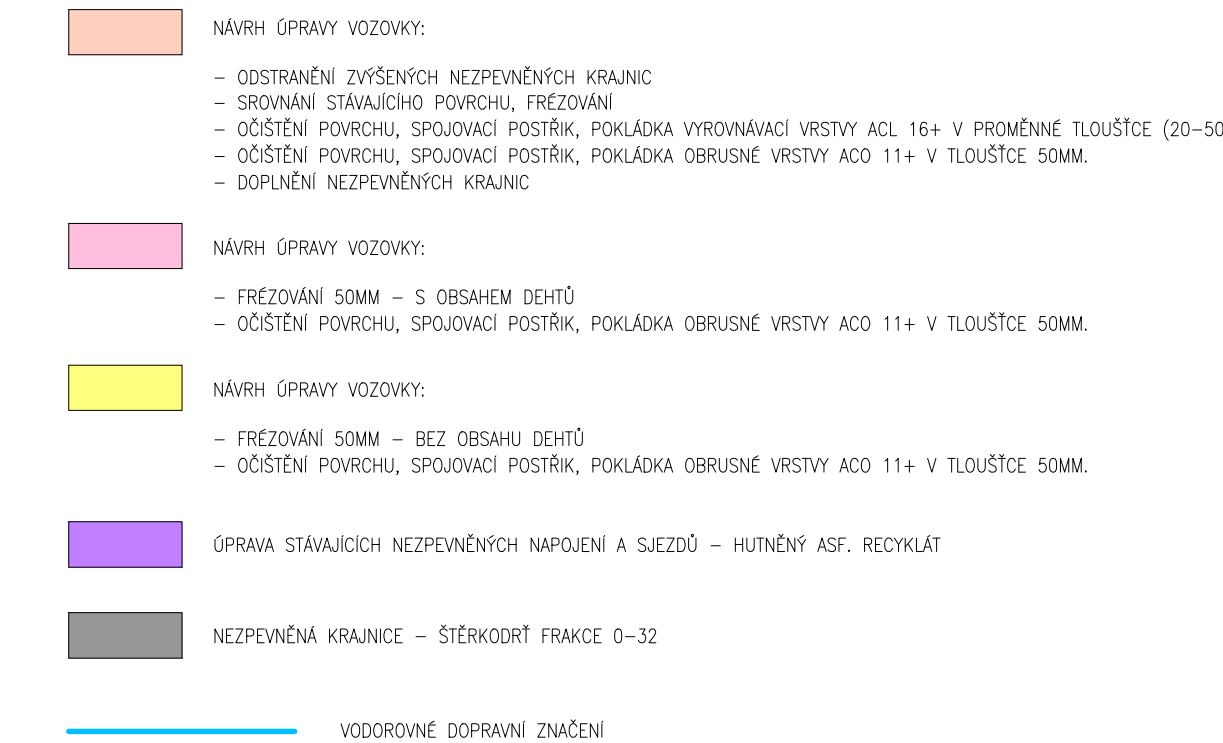 NÁVRH ÚPRAVY VOZOVKY:
– ODSTRANĚNÍ ZVÝŠENÝCH NEZPEVNĚNÝCH KRAJNIC
– SROVNÁNÍ STÁVAJÍCÍHO POVRCHU, FRÉZOVÁNÍ
– OČIŠTĚNÍ POVRCHU, SPOJOVACÍ POSTŘIK, POKLÁDKA VYROVNÁVACÍ VRSTVY ACL 16+ V PROMĚNNÉ TLOUŠŤCE (20–50
– OČIŠTĚNÍ POVRCHU, SPOJOVACÍ POSTŘIK, POKLÁDKA OBRUSNÉ VRSTVY ACO 11+ V TLOUŠŤCE 50MM.
– DOPLNĚNÍ NEZPEVNĚNÝCH KRAJNIC
NÁVRH ÚPRAVY VOZOVKY:
– FRÉZOVÁNÍ 50MM – S OBSAHEM DEHTŮ
– OČIŠTĚNÍ POVRCHU, SPOJOVACÍ POSTŘIK, POKLÁDKA OBRUSNÉ VRSTVY ACO 11+ V TLOUŠŤCE 50MM.
NÁVRH ÚPRAVY VOZOVKY:
– FRÉZOVÁNÍ 50MM – BEZ OBSAHU DEHTŮ
– OČIŠTĚNÍ POVRCHU, SPOJOVACÍ POSTŘIK, POKLÁDKA OBRUSNÉ VRSTVY ACO 11+ V TLOUŠŤCE 50MM.
ÚPRAVA STÁVAJÍCÍCH NEZPEVNĚNÝCH NAPOJENÍ A SJEZDŮ – HUTNĚNÝ ASF. RECYKLÁT
NEZPEVNĚNÁ KRAJNICE – ŠTĚRKODRŤ FRAKCE 0–32
VODOROVNÉ DOPRAVNÍ ZNAČENÍ